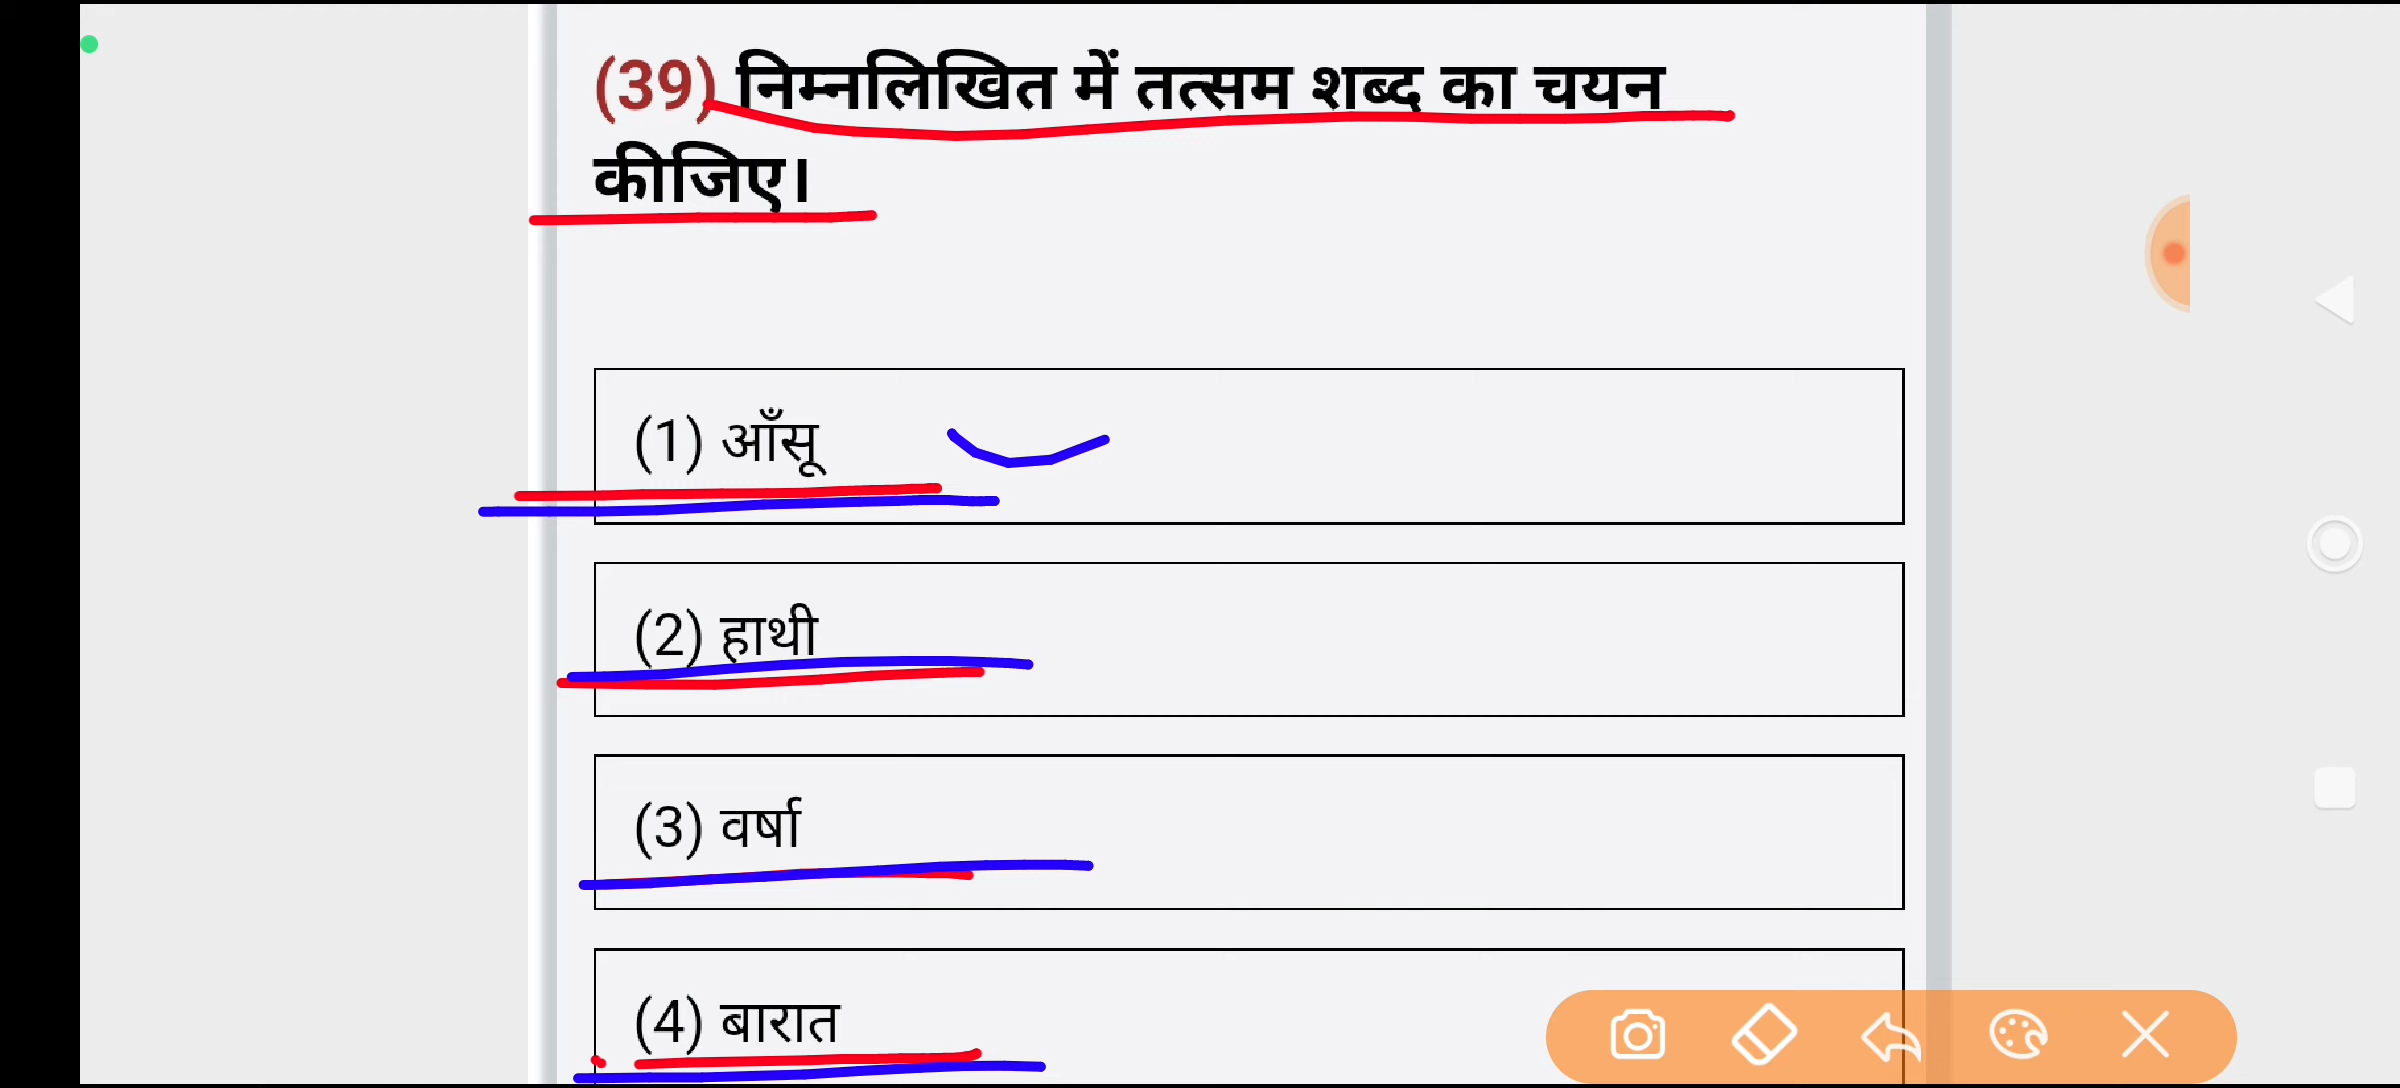 (39) निम्नलिखित में तत्सम शब्द का चयन
कीजिए।
(1) आँसू
(2) हाथी
(3) वर्षा
(4) बारात